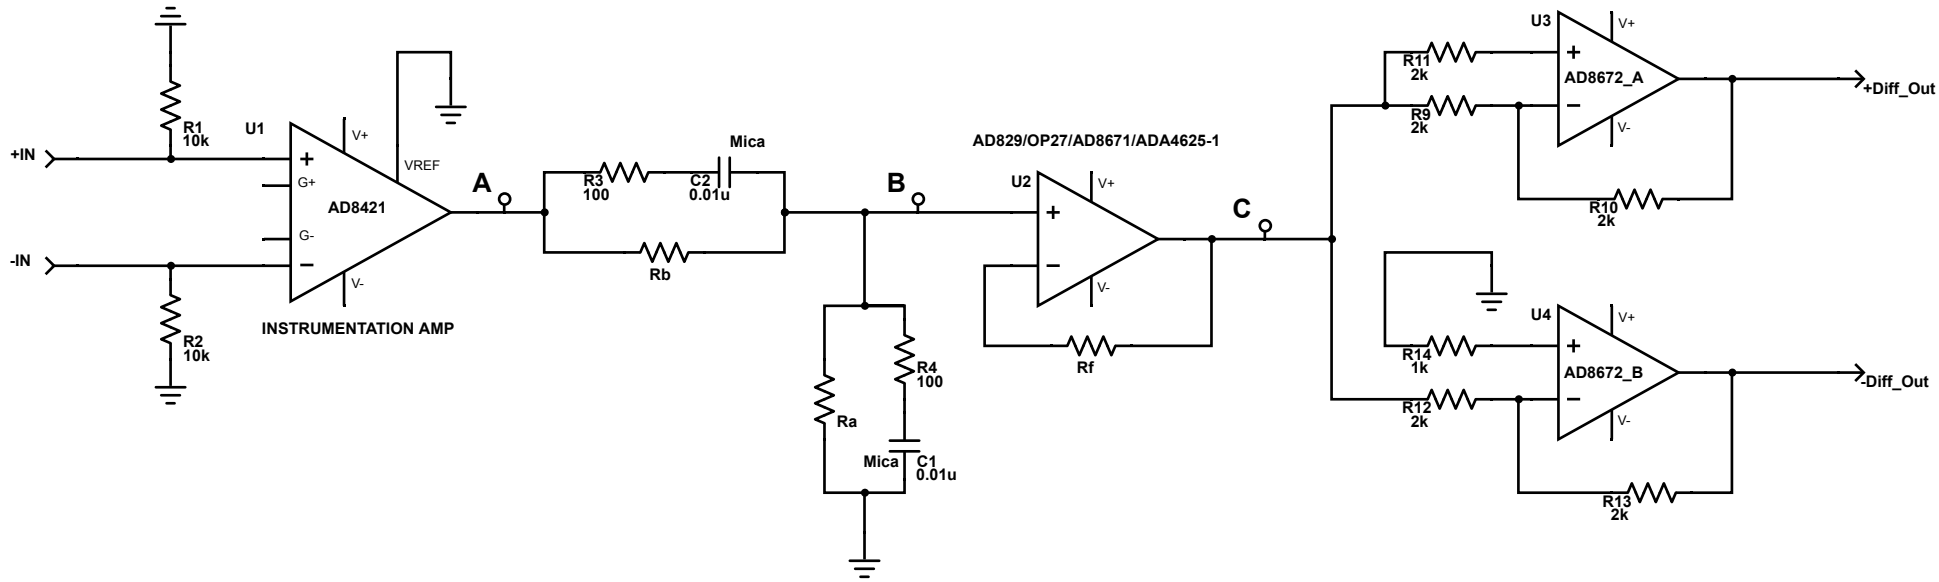 +IN
-IN
R1
10k
R2
10k
U1
V+
VREF
G+
AD8421
G-
V-
INSTRUMENTATION AMP
A
Mica
R3
100
C2
0.01u
Rb
B
Ra
R4
100
Mica
C1
0.01u
AD829/OP27/AD8671/ADA4625-1
U2
V+
V-
Rf
C
U3
V+
R11
2k
AD8672_A
R9
2k
V-
R10
2k
+Diff_Out
U4
V+
R14
1k
AD8672_B
R12
2k
V-
R13
2k
-Diff_Out